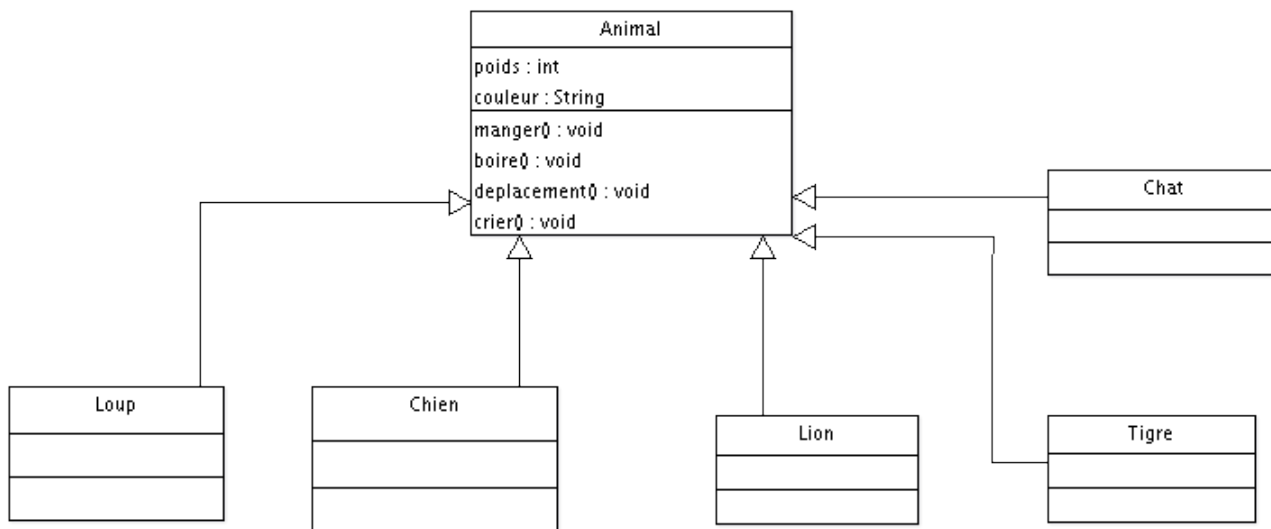 Animal
poids : int
couleur : String
manger() : void
boire() : void
deplacement() : void
crier() : void
Chat
Loup
Chien
Lion
Tigre